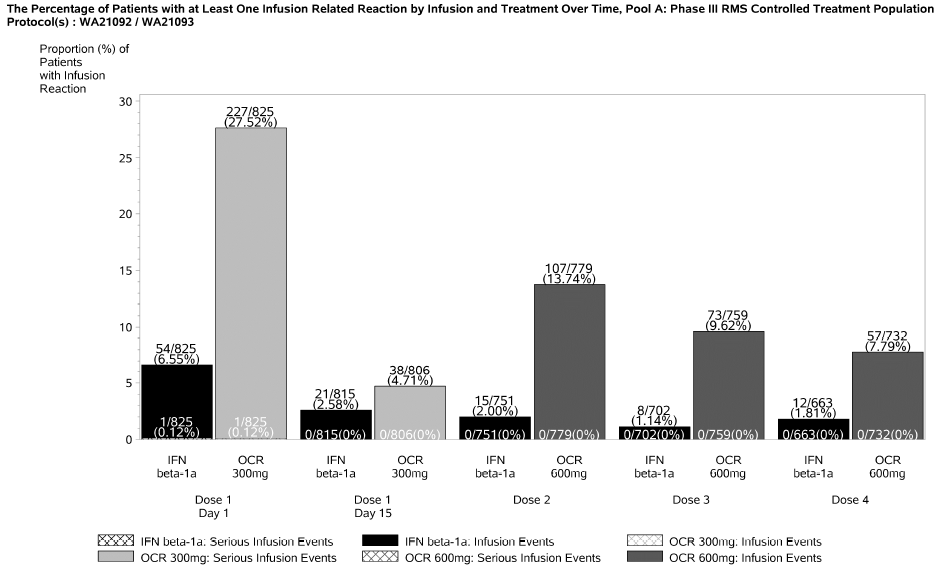 The Percentage of Patients with at Least One Infusion Related Reaction by Infusion and Treatment Over Time, Pool A: Phase III RMS Controlled Treatment Population
Protocol(s) : WA21092 / WA21093
Proportion (%) of
Patients
with Infusion
Reaction
30
25
20
15
10
5
0
227/825
(27.52%)
54/825
(6.55%)
1/825
(0.12%)
1/825
(0.12%)
21/815
(2.58%)
0/815(0%)
38/806
(4.71%)
0/806(0%)
15/751
(2.00%)
0/751(0%)
107/779
(13.74%)
0/779(0%)
8/702
(1.14%)
0/702(0%)
73/759
(9.62%)
0/759(0%)
12/663
(1.81%)
0/663(0%)
57/732
(7.79%)
0/732(0%)
IFN beta-1a
OCR 300mg
IFN beta-1a
OCR 300mg
IFN beta-1a
OCR 600mg
IFN beta-1a
OCR 600mg
IFN beta-1a
OCR 600mg
Dose 1
Day 1
Dose 1
Day 15
Dose 2
Dose 3
Dose 4
IFN beta-1a: Serious Infusion Events
IFN beta-1a: Infusion Events
OCR 300mg: Infusion Events
OCR 300mg: Serious Infusion Events
OCR 600mg: Serious Infusion Events
OCR 600mg: Infusion Events